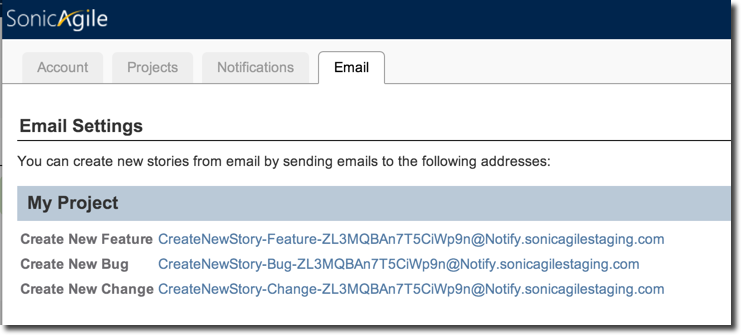 SonicAgile
Account Projects Notifications Email
Email Settings
You can create new stories from email by sending emails to the following addresses:
My Project
Create New Feature CreateNewStory-Feature-ZL3MQBAn7T5CiWp9n@Notify.sonicagilestaging.com
Create New Bug CreateNewStory-Bug-ZL3MQBAn7T5CiWp9n@Notify.sonicagilestaging.com
Create New Change CreateNewStory-Change-ZL3MQBAn7T5CiWp9n@Notify.sonicagilestaging.com